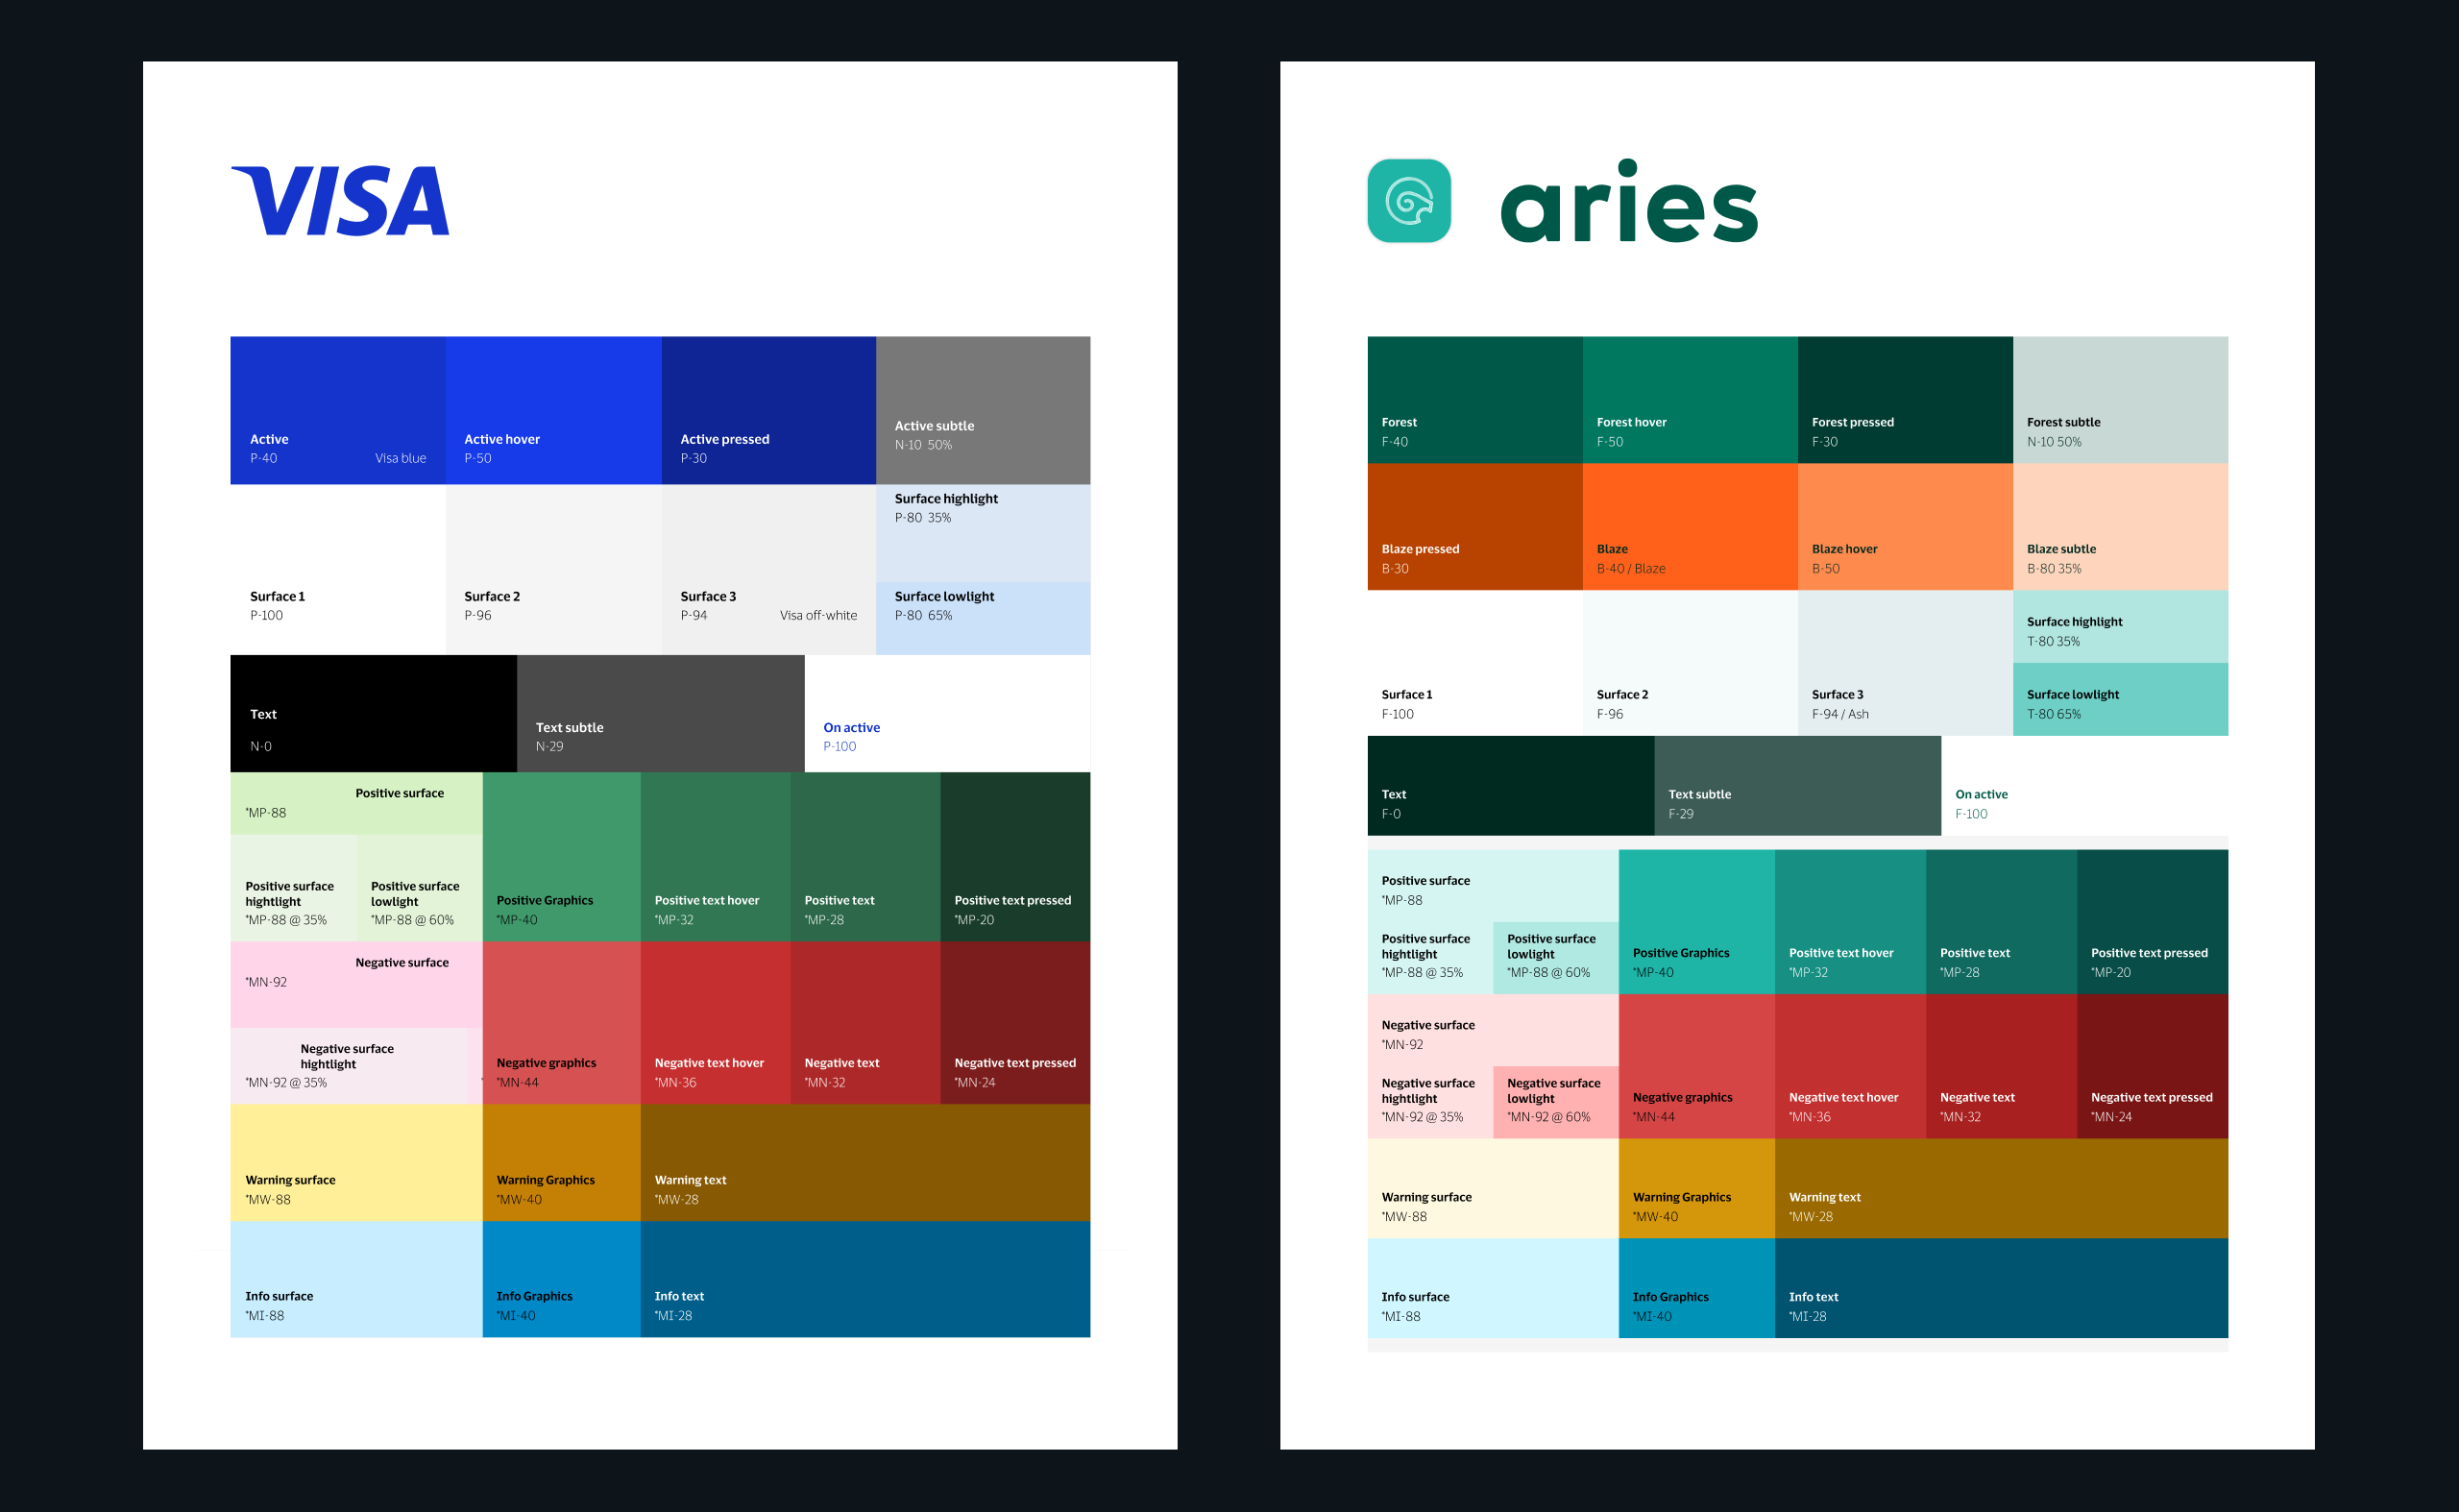 VISA
Active
P-40
Visa blue
Active hover
P-50
Active pressed
P-30
Active subtle
N-10 50%
Surface 1
P-100
Surface 2
P-96
Surface 3
P-94
Visa off-white
Surface highlight
P-80 35%
Surface lowlight
P-80 65%
Text
N-0
Text subtle
N-29
On active
P-100
Positive surface
*MP-88
Positive surface
hightlight
*MP-88 @ 35%
Positive surface
lowlight
*MP-88 @ 60%
Positive Graphics
*MP-40
Positive text hover
*MP-32
Positive text
*MP-28
Positive text pressed
*MP-20
Negative surface
*MN-92
Negative surface
hightlight
*MN-92 @ 35%
Negative graphics
*MN-44
Negative text hover
*MN-36
Negative text
*MN-32
Negative text pressed
*MN-24
Warning surface
*MW-88
Warning Graphics
*MW-40
Warning text
*MW-28
Info surface
*MI-88
Info Graphics
*MI-40
Info text
*MI-28
aries
Forest
F-40
Forest hover
F-50
Forest pressed
F-30
Forest subtle
N-10 50%
Blaze pressed
B-30
Blaze
B-40 / Blaze
Blaze hover
B-50
Blaze subtle
B-80 35%
Surface 1
F-100
Surface 2
F-96
Surface 3
F-94 / Ash
Surface highlight
T-80 35%
Surface lowlight
T-80 65%
Text
F-0
Text subtle
F-29
On active
F-100
Positive surface
*MP-88
Positive surface
hightlight
*MP-88 @ 35%
Positive surface
lowlight
*MP-88 @ 60%
Positive Graphics
*MP-40
Positive text hover
*MP-32
Positive text
*MP-28
Positive text pressed
*MP-20
Negative surface
*MN-92
Negative surface
hightlight
*MN-92 @ 35%
Negative surface
lowlight
*MN-92 @ 60%
Negative graphics
*MN-44
Negative text hover
*MN-36
Negative text
*MN-32
Negative text pressed
*MN-24
Warning surface
*MW-88
Warning Graphics
*MW-40
Warning text
*MW-28
Info surface
*MI-88
Info Graphics
*MI-40
Info text
*MI-28